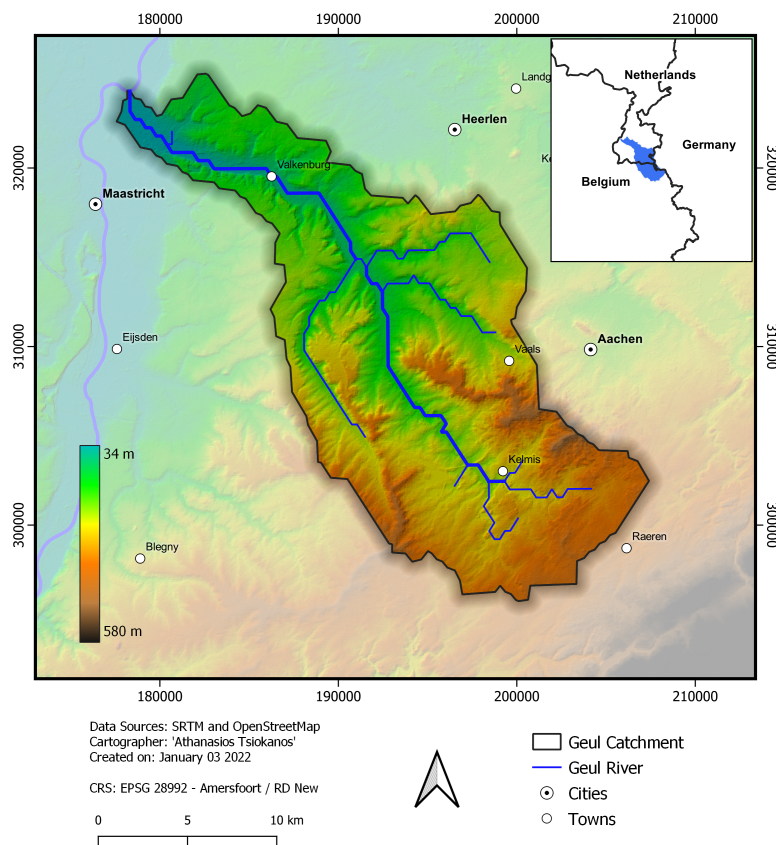 180000 190000 200000 210000
Netherlands
Germany
Belgium
Landg
Heerlen
Ke
320000 320000
Valkenburg
Maastricht
Eijsden
Aachen
310000 310000
Vaals
34 m
Kelmis
300000 300000
Blegny
Raeren
580 m
180000 190000 200000 210000
Data Sources: SRTM and OpenStreetMap
Cartographer: 'Athanasios Tsiokanos'
Created on: January 03 2022
CRS: EPSG 28992 - Amersfoort / RD New
0 5 10 km
Geul Catchment
Geul River
Cities
Towns